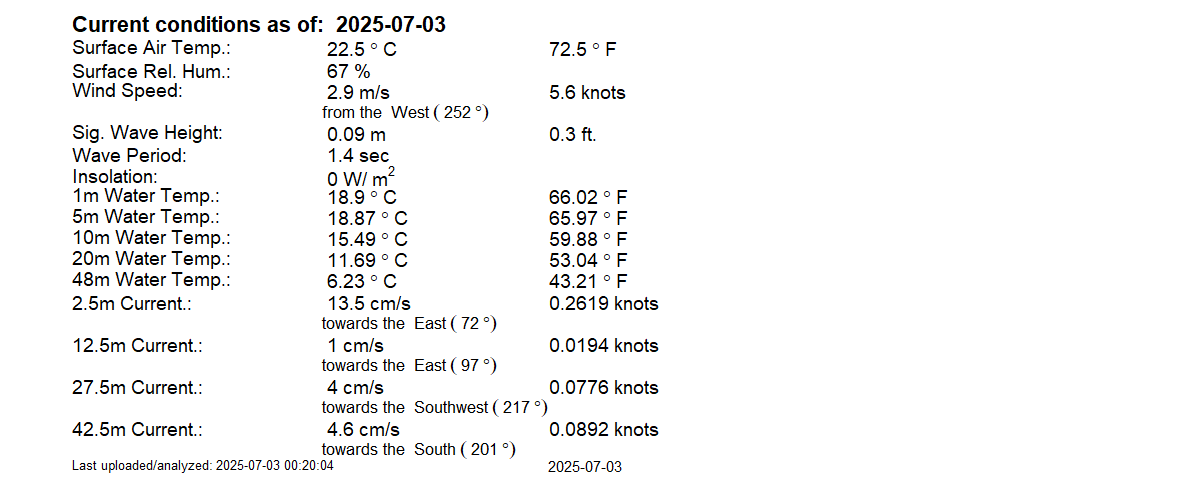 Current conditions as of: 2025-07-03
Surface Air Temp.: 22.5 ° C 72.5 ° F
Surface Rel. Hum.: 67 %
Wind Speed: 2.9 m/s 5.6 knots
from the West ( 252 °)
Sig. Wave Height: 0.09 m 0.3 ft.
Wave Period: 1.4 sec
Insolation: 0 W/ m²
1m Water Temp.: 18.9 ° C 66.02 ° F
5m Water Temp.: 18.87 ° C 65.97 ° F
10m Water Temp.: 15.49 ° C 59.88 ° F
20m Water Temp.: 11.69 ° C 53.04 ° F
48m Water Temp.: 6.23 ° C 43.21 ° F
2.5m Current.: 13.5 cm/s 0.2619 knots
towards the East ( 72 °)
12.5m Current.: 1 cm/s 0.0194 knots
towards the East ( 97 °)
27.5m Current.: 4 cm/s 0.0776 knots
towards the Southwest ( 217 °)
42.5m Current.: 4.6 cm/s 0.0892 knots
towards the South ( 201 °)
Last uploaded/analyzed: 2025-07-03 00:20:04 2025-07-03